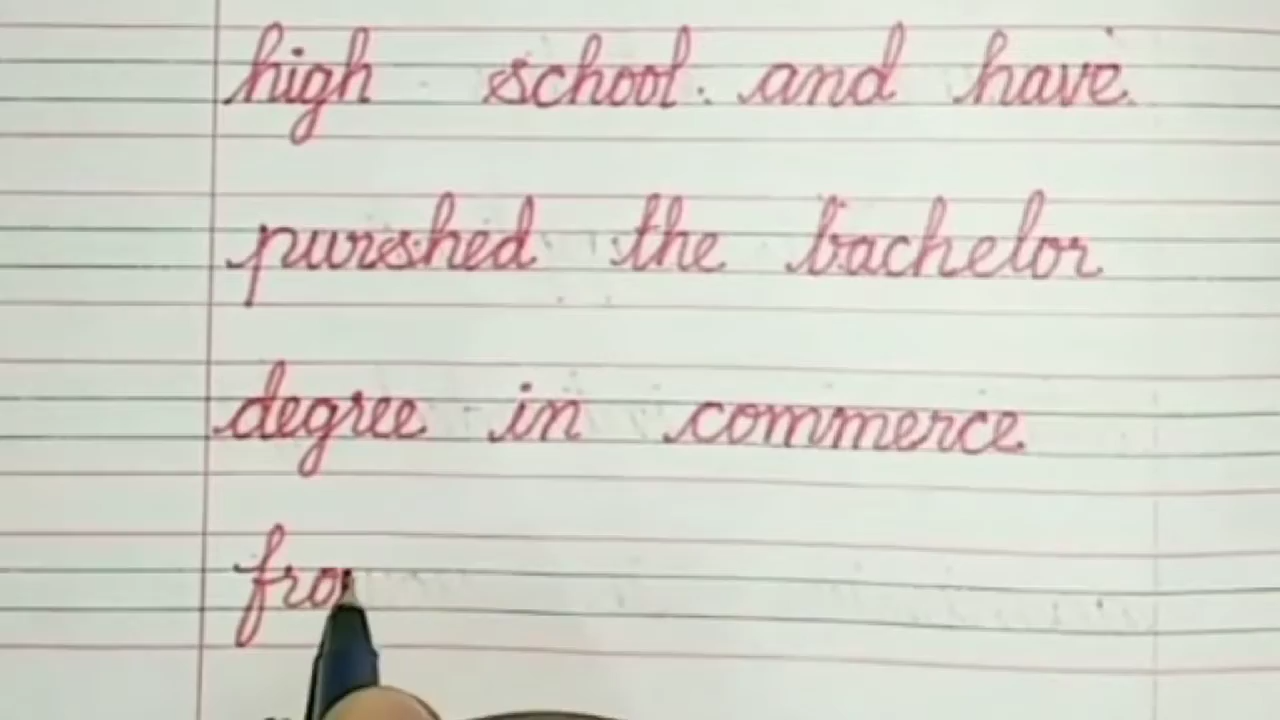 high school. and have
purshed the bachelor
degree in commerce
fro